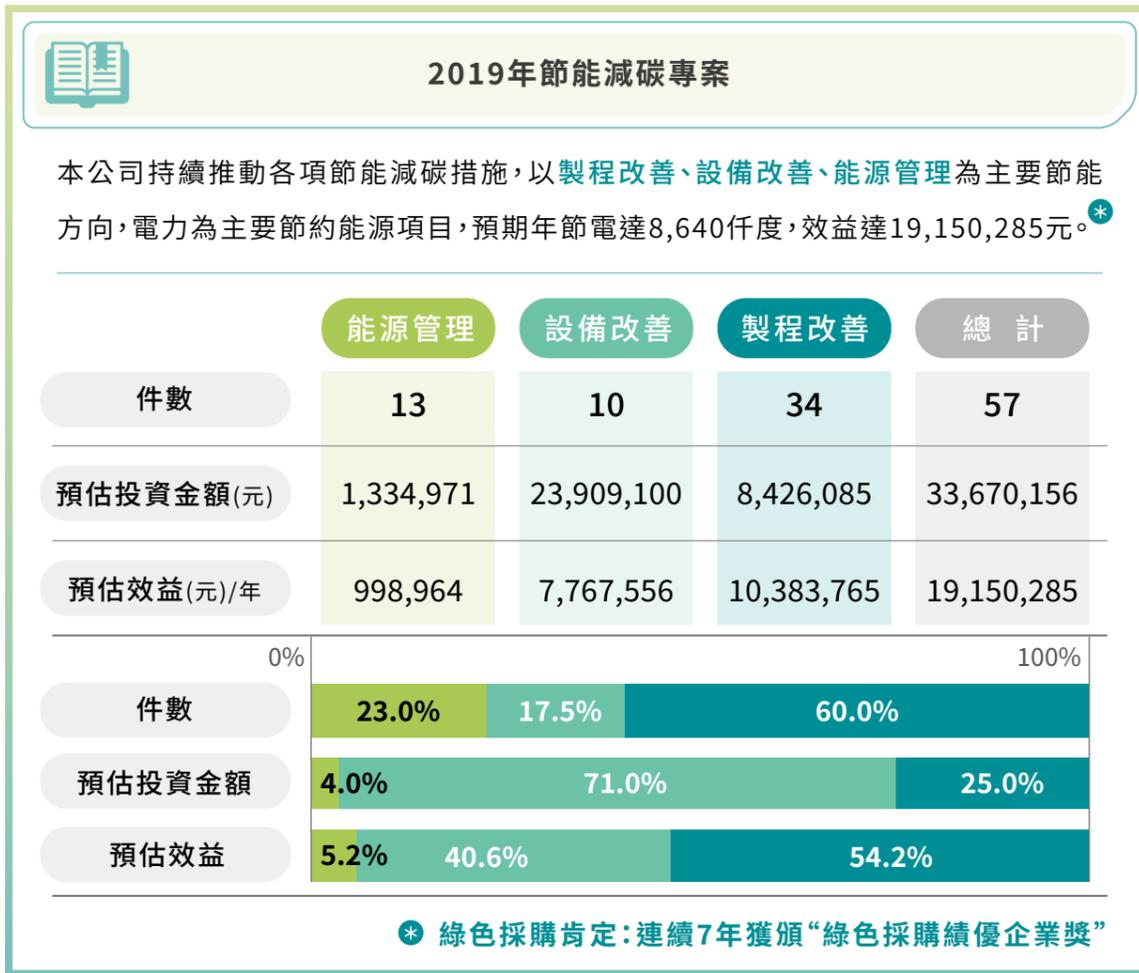 2019年節能減碳專案
本公司持續推動各項節能減碳措施，以製程改善、設備改善、能源管理為主要節能
方向，電力為主要節約能源項目，預期年節電達8,640仟度，效益達19,150,285元。*
能源管理 設備改善 製程改善 總 計
件數 13 10 34 57
預估投資金額(元) 1,334,971 23,909,100 8,426,085 33,670,156
預估效益(元)/年 998,964 7,767,556 10,383,765 19,150,285
0% 100%
件數 23.0% 17.5% 60.0%
預估投資金額 4.0% 71.0% 25.0%
預估效益 5.2% 40.6% 54.2%
* 綠色採購肯定：連續7年獲頒“綠色採購績優企業獎”